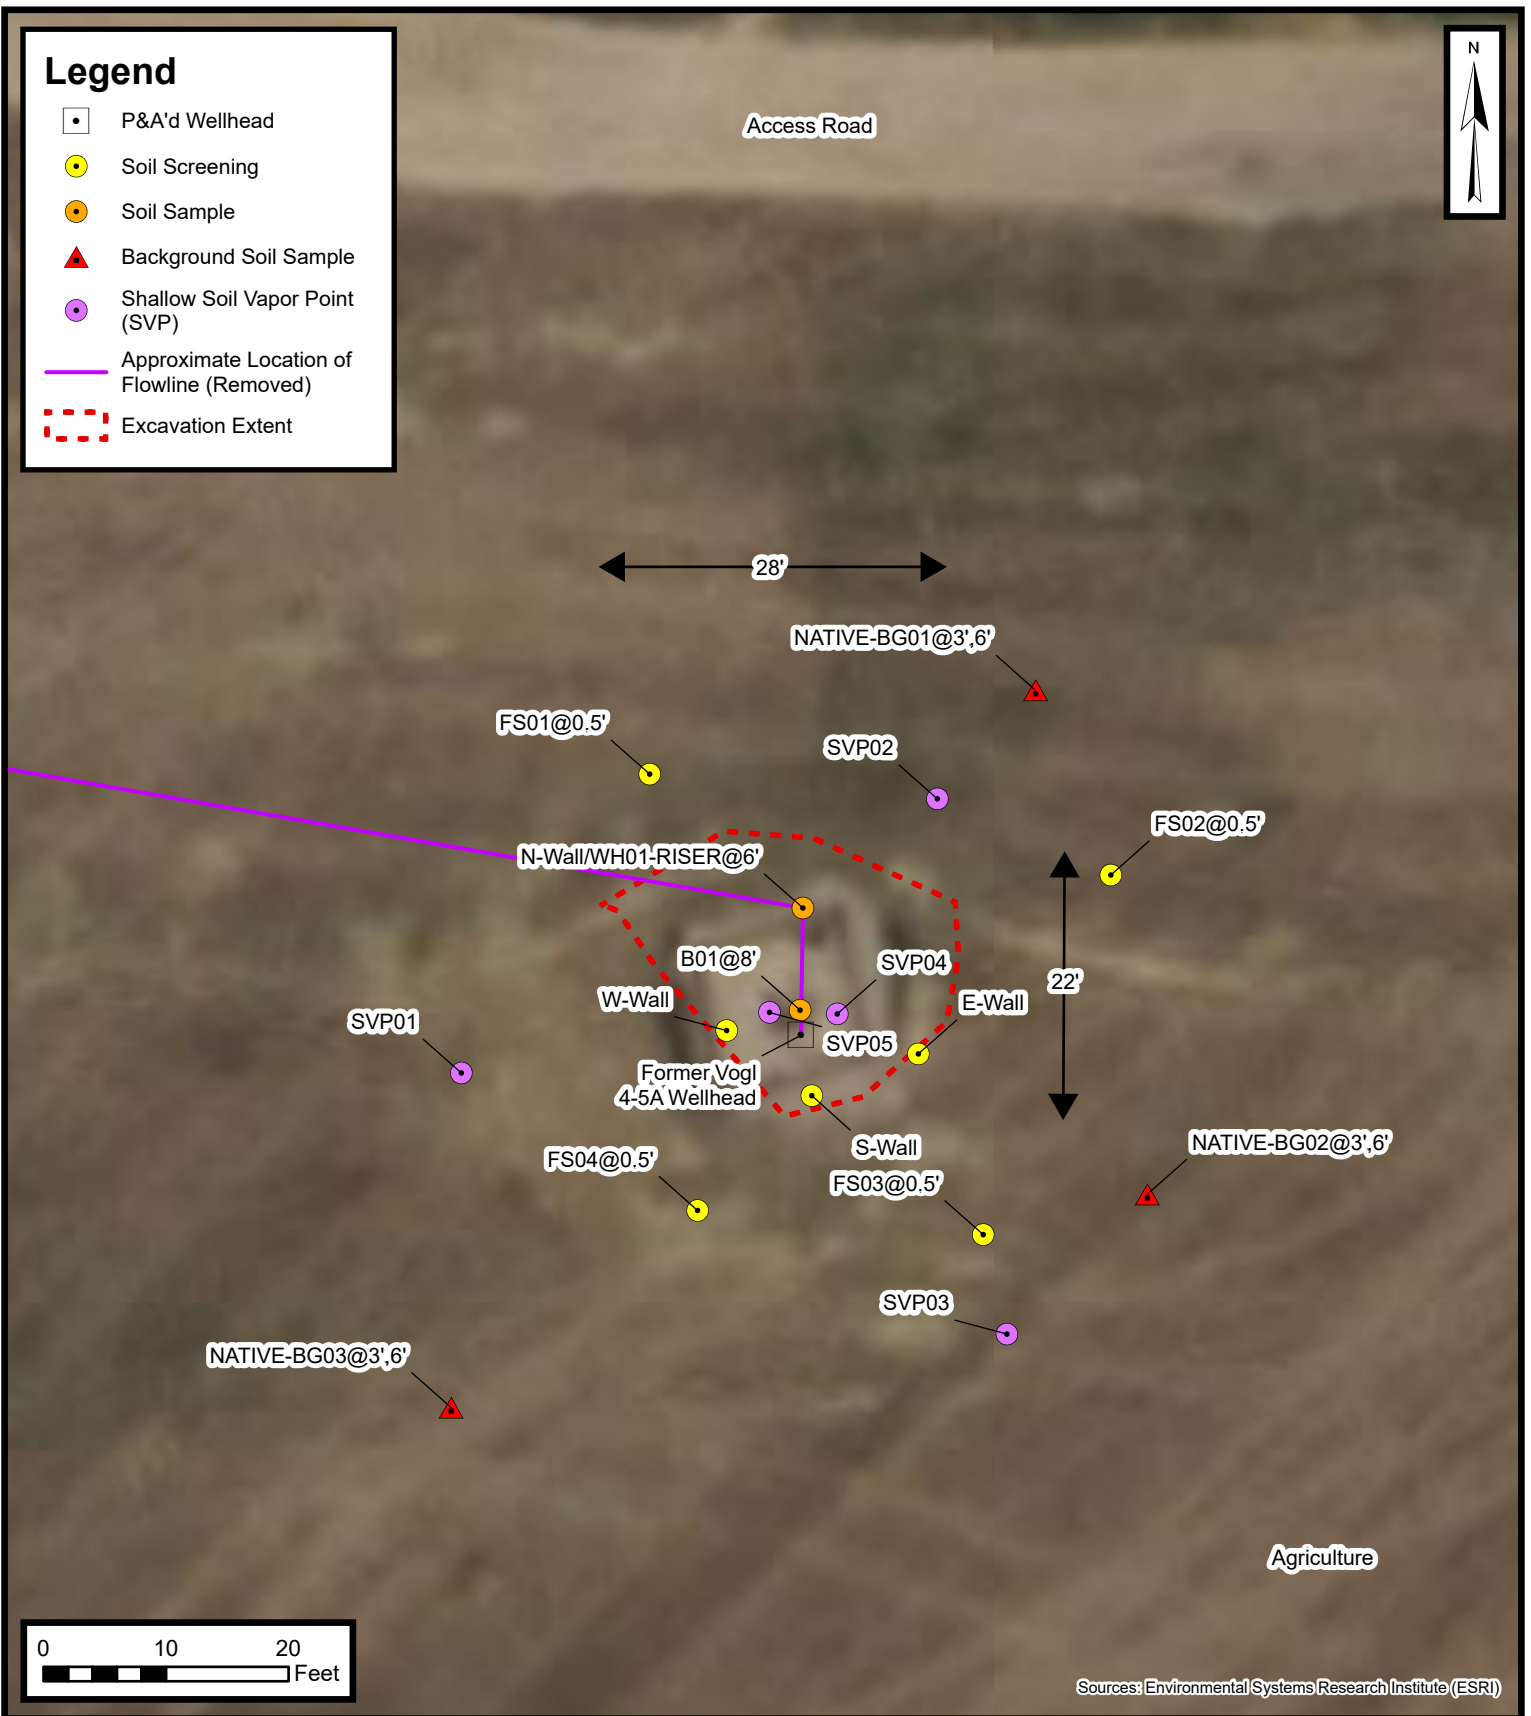 Legend
P&A'd Wellhead
Soil Screening
Soil Sample
Background Soil Sample
Shallow Soil Vapor Point
(SVP)
Approximate Location of
Flowline (Removed)
Excavation Extent
N
Access Road
28'
NATIVE-BG01@3',6'
FS01@0.5'
SVP02
FS02@0.5'
N-Wall/WH01-RISER@6'
B01@8'
SVP04
22'
W-Wall
E-Wall
SVP01
SVP05
Former Vogl
4-5A Wellhead
S-Wall
NATIVE-BG02@3',6'
FS04@0.5'
FS03@0.5'
SVP03
NATIVE-BG03@3',6'
Agriculture
0 10 20
Feet
Sources: Environmental Systems Research Institute (ESRI)